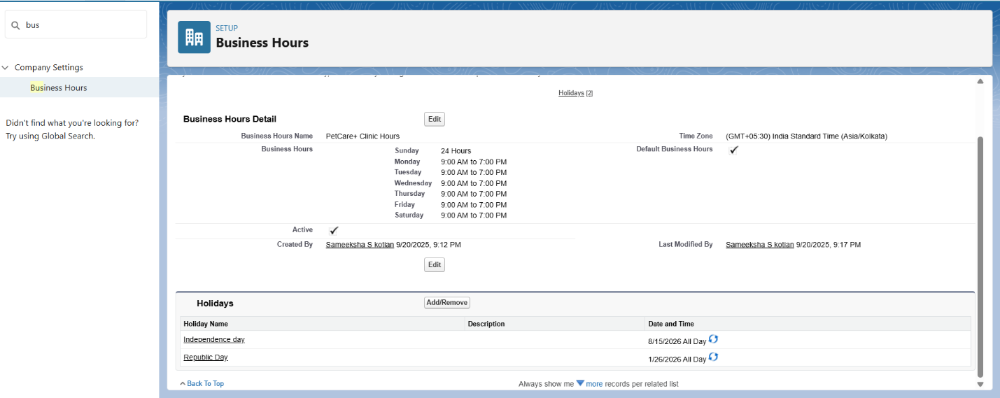 bus
Company Settings
Business Hours
Didn't find what you're looking for?
Try using Global Search.
SETUP
Business Hours
Holidays [2]
Business Hours Detail Edit
Business Hours Name PetCare+ Clinic Hours Time Zone (GMT+05:30) India Standard Time (Asia/Kolkata)
Business Hours Sunday 24 Hours Default Business Hours
Monday 9:00 AM to 7:00 PM
Tuesday 9:00 AM to 7:00 PM
Wednesday 9:00 AM to 7:00 PM
Thursday 9:00 AM to 7:00 PM
Friday 9:00 AM to 7:00 PM
Saturday 9:00 AM to 7:00 PM
Active
Created By Sameeksha S kotian 9/20/2025, 9:12 PM Last Modified By Sameeksha S kotian 9/20/2025, 9:17 PM
Edit
Holidays Add/Remove
Holiday Name Description Date and Time
Independence day 8/15/2026 All Day
Republic Day 1/26/2026 All Day
Back To Top Always show me more records per related list